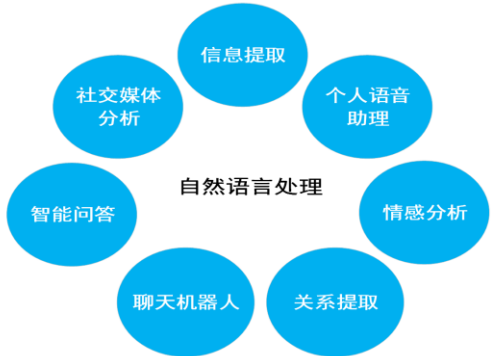 信息提取
社交媒体
分析
个人语音
助理
自然语言处理
智能问答
情感分析
聊天机器人
关系提取